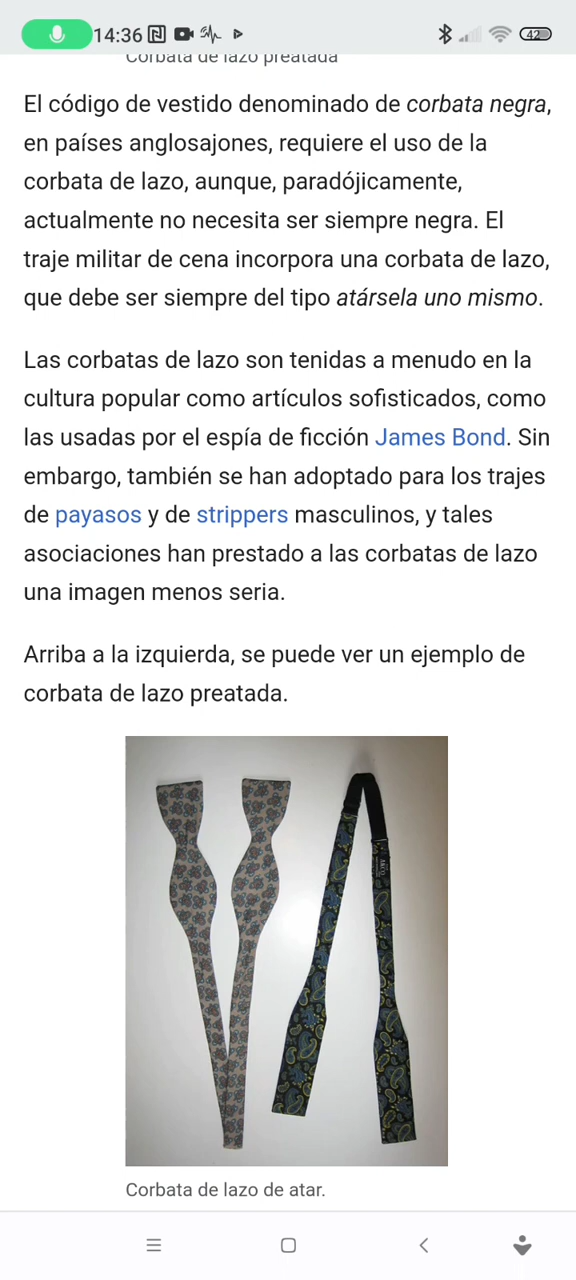 14:36
42
Corbata de lazo preatada
El código de vestido denominado de corbata negra,
en países anglosajones, requiere el uso de la
corbata de lazo, aunque, paradójicamente,
actualmente no necesita ser siempre negra. El
traje militar de cena incorpora una corbata de lazo,
que debe ser siempre del tipo atársela uno mismo.
Las corbatas de lazo son tenidas a menudo en la
cultura popular como artículos sofisticados, como
las usadas por el espía de ficción James Bond. Sin
embargo, también se han adoptado para los trajes
de payasos y de strippers masculinos, y tales
asociaciones han prestado a las corbatas de lazo
una imagen menos seria.
Arriba a la izquierda, se puede ver un ejemplo de
corbata de lazo preatada.
Corbata de lazo de atar.